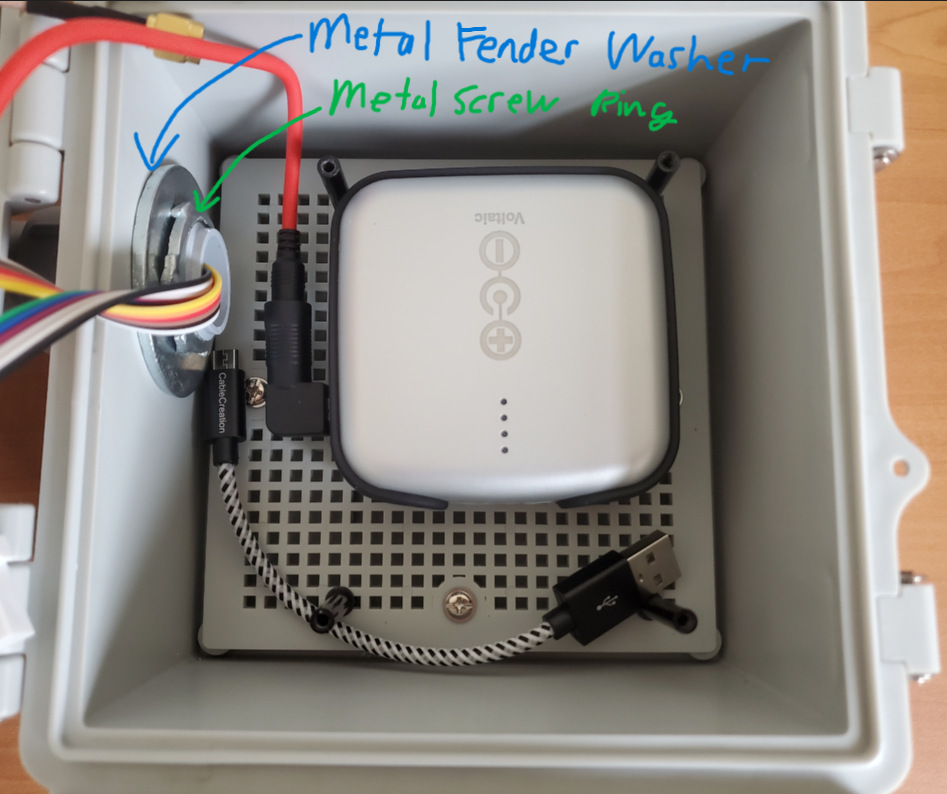 Metal Fender Washer
Metal Screw Ring
Voltaic
CableCreation